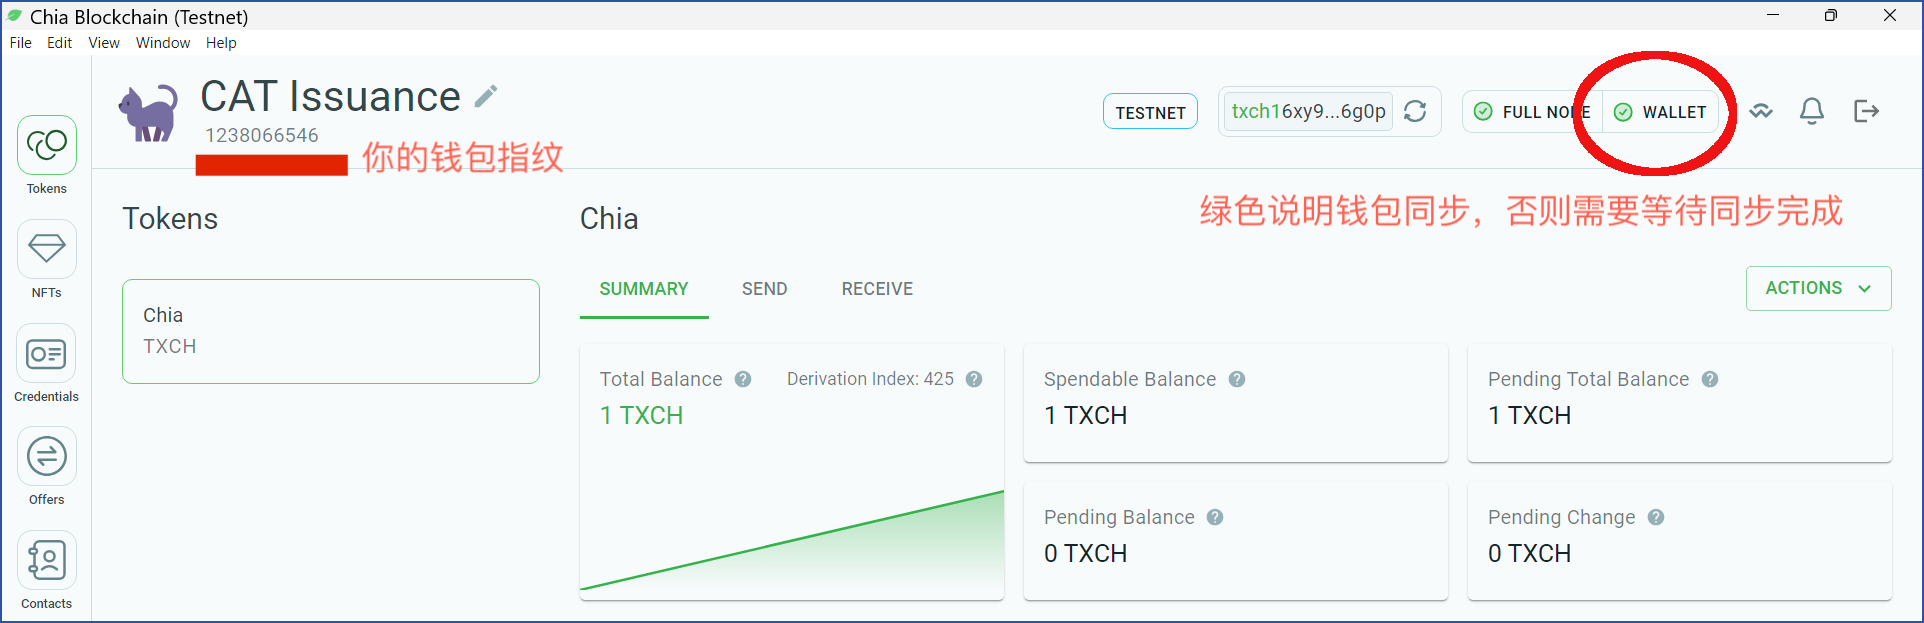 Chia Blockchain (Testnet)
File Edit View Window Help
CAT Issuance
1238066546
你的钱包指纹
TESTNET
txch16xy9...6g0p
FULL NODE
WALLET
绿色说明钱包同步，否则需要等待同步完成
Tokens
NFTs
Credentials
Offers
Contacts
Tokens
Chia
TXCH
Chia
SUMMARY SEND RECEIVE
ACTIONS
Total Balance
Derivation Index: 425
1 TXCH
Spendable Balance
1 TXCH
Pending Total Balance
1 TXCH
Pending Balance
0 TXCH
Pending Change
0 TXCH